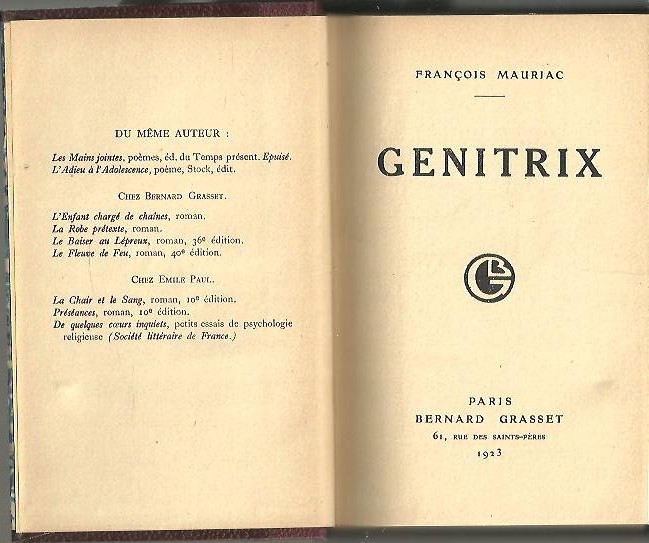 DU MÊME AUTEUR :
Les Mains jointes, poèmes, éd. du Temps présent. Epuisé.
L'Adieu à l'Adolescence, poème, Stock, édit.
CHEZ BERNARD GRASSET.
L'Enfant chargé de chaînes, roman.
La Robe prétexte, roman.
Le Baiser au Lépreux, roman, 36e édition.
Le Fleuve de Feu, roman, 40e édition.
CHEZ EMILE PAUL.
La Chair et le Sang, roman, 10e édition.
Préséances, roman, 10e édition.
De quelques cœurs inquiets, petits essais de psychologie
religieuse (Société littéraire de France.)
FRANÇOIS MAURIAC
GENITRIX
BG
PARIS
BERNARD GRASSET
61, RUE DES SAINTS-PÈRES
1923